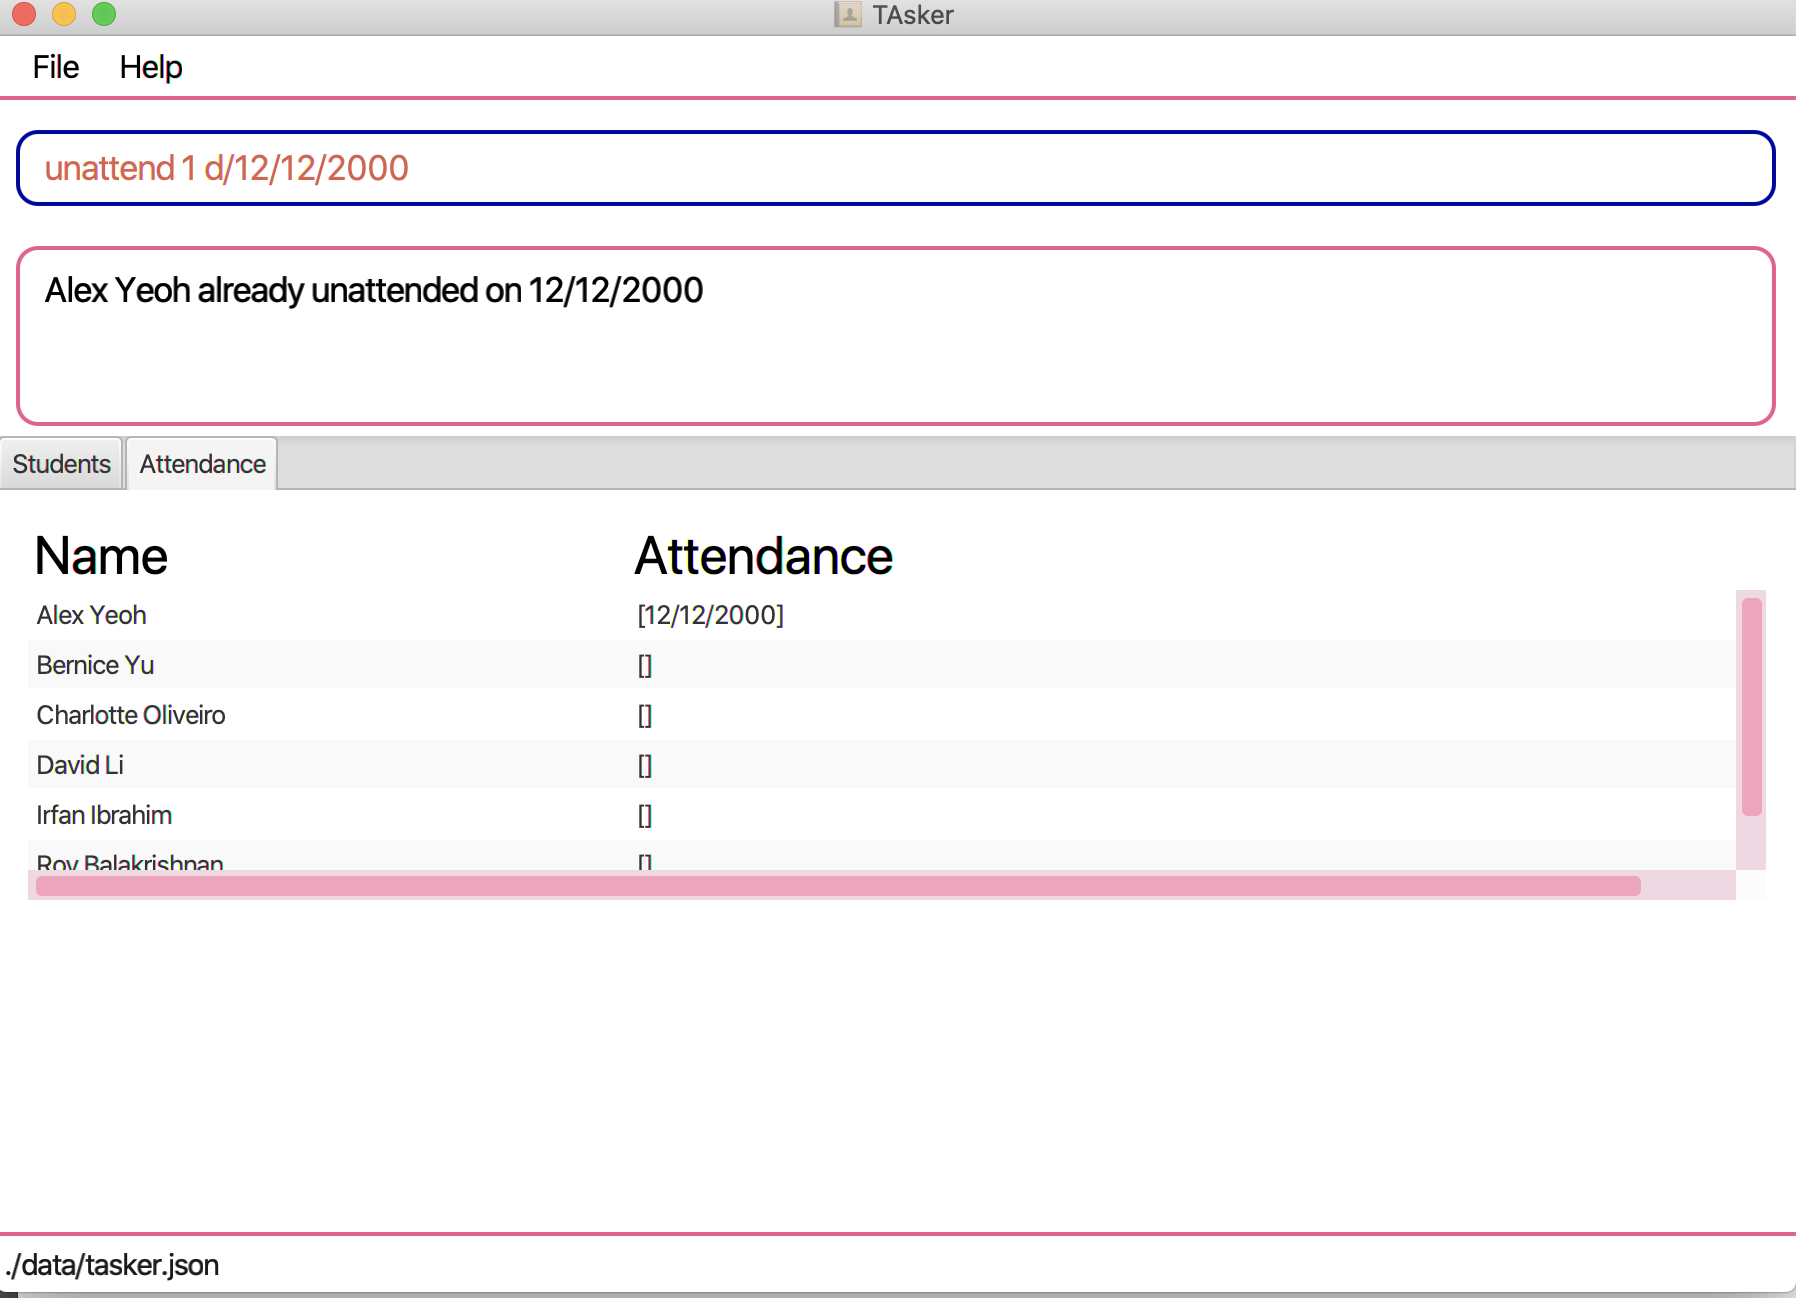 TAsker
File Help
unattend 1 d/12/12/2000
Alex Yeoh already unattended on 12/12/2000
Students Attendance
Name Attendance
Alex Yeoh [12/12/2000]
Bernice Yu []
Charlotte Oliveiro []
David Li []
Irfan Ibrahim []
Roy Balakrishnan []
./data/tasker.json